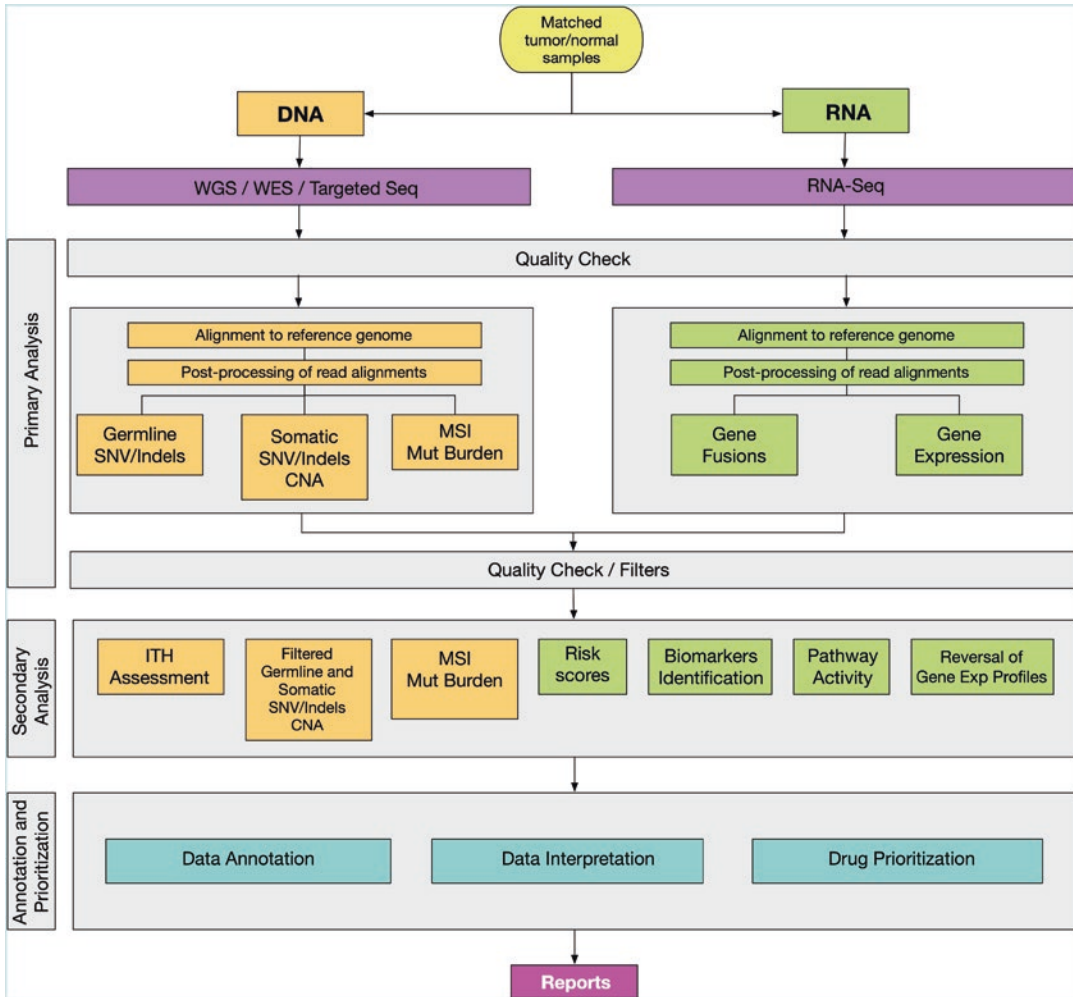 Matched
tumor/normal
samples
DNA
RNA
WGS / WES / Targeted Seq
RNA-Seq
Primary Analysis
Quality Check
Alignment to reference genome
Post-processing of read alignments
Germline
SNV/Indels
Somatic
SNV/Indels
CNA
MSI
Mut Burden
Alignment to reference genome
Post-processing of read alignments
Gene
Fusions
Gene
Expression
Quality Check / Filters
Secondary
Analysis
ITH
Assessment
Filtered
Germline and
Somatic
SNV/Indels
CNA
MSI
Mut Burden
Risk
scores
Biomarkers
Identification
Pathway
Activity
Reversal of
Gene Exp Profiles
Annotation and
Prioritization
Data Annotation
Data Interpretation
Drug Prioritization
Reports